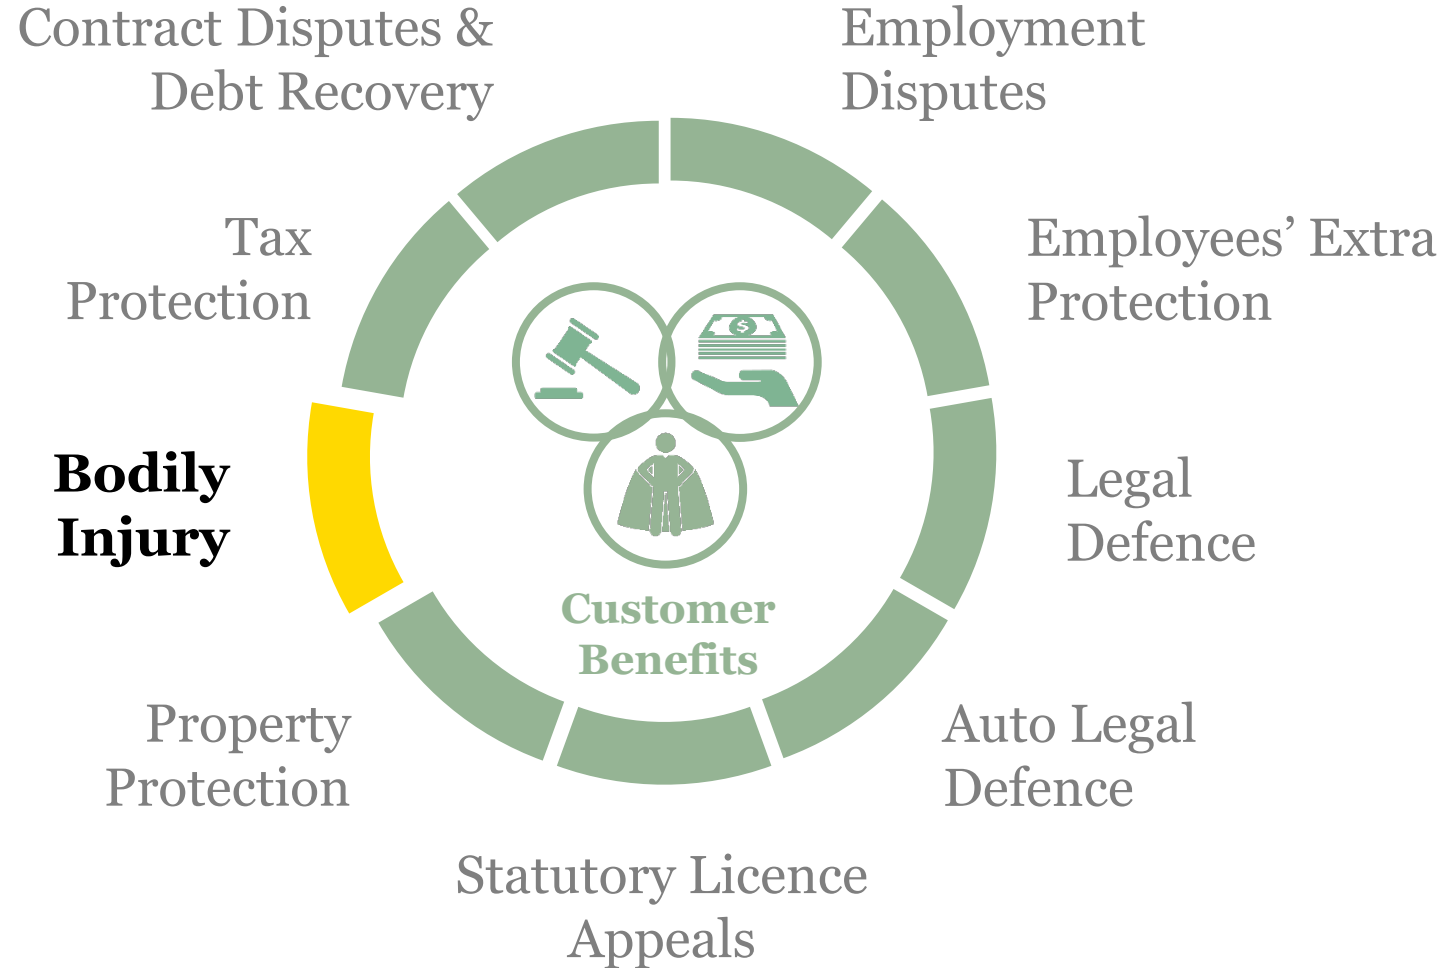 Contract Disputes &
Debt Recovery
Employment
Disputes
Tax
Protection
Employees’ Extra
Protection
Bodily
Injury
Legal
Defence
Customer
Benefits
Property
Protection
Auto Legal
Defence
Statutory Licence
Appeals